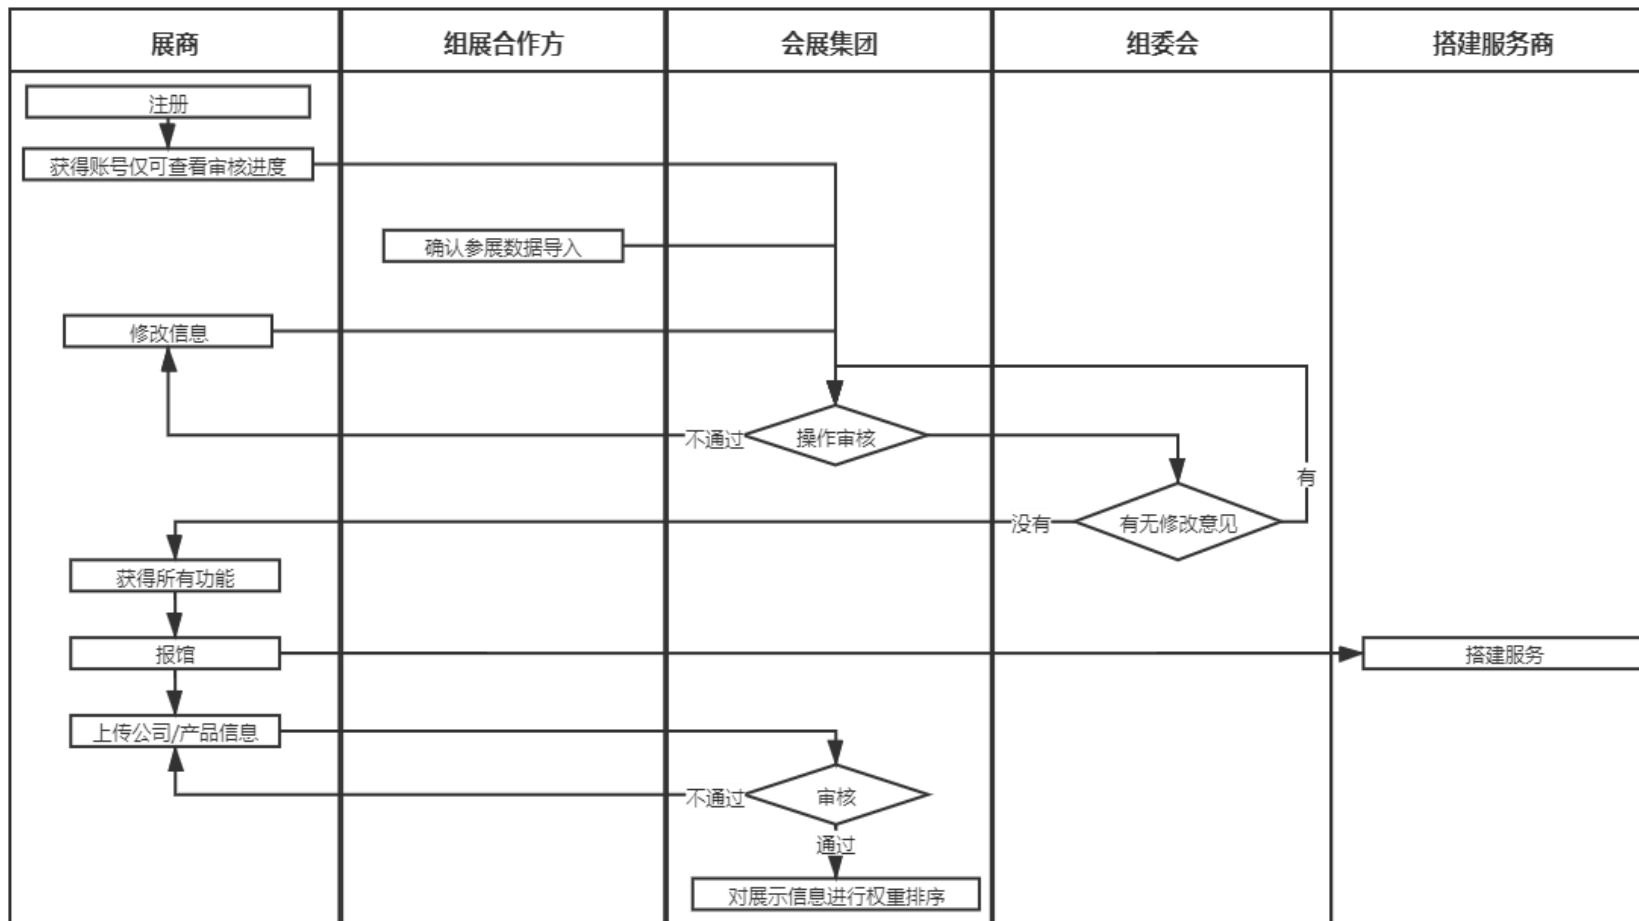 展商
组展合作方
会展集团
组委会
搭建服务商
注册
获得账号仅可查看审核进度
确认参展数据导入
修改信息
不通过
操作审核
有
没有
有无修改意见
获得所有功能
报馆
搭建服务
上传公司/产品信息
不通过
审核
通过
对展示信息进行权重排序